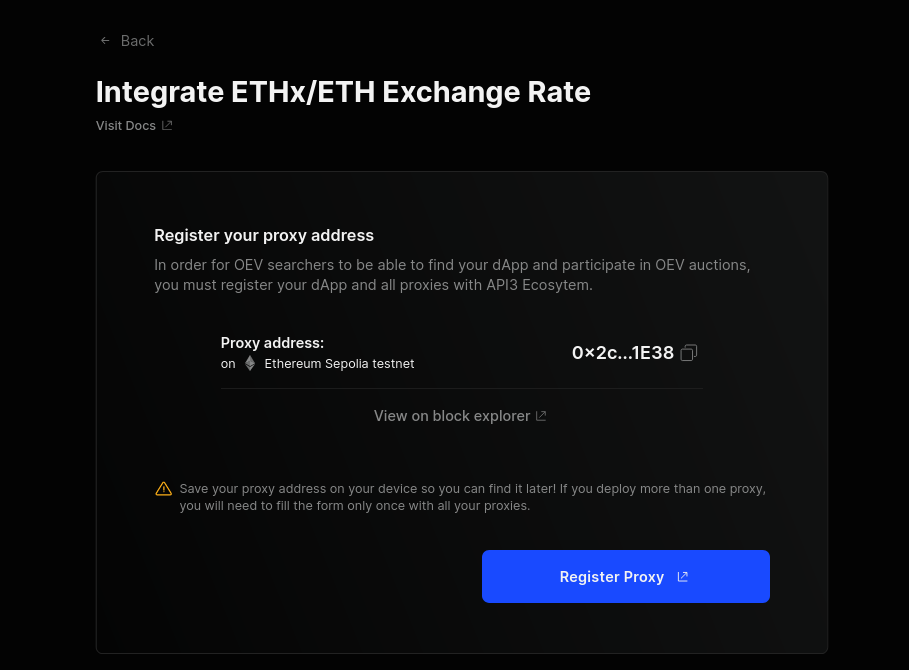 Back
Integrate ETHx/ETH Exchange Rate
Visit Docs
Register your proxy address
In order for OEV searchers to be able to find your dApp and participate in OEV auctions,
you must register your dApp and all proxies with API3 Ecosytem.
Proxy address:
on Ethereum Sepolia testnet
0x2c...1E38
View on block explorer
Save your proxy address on your device so you can find it later! If you deploy more than one proxy,
you will need to fill the form only once with all your proxies.
Register Proxy